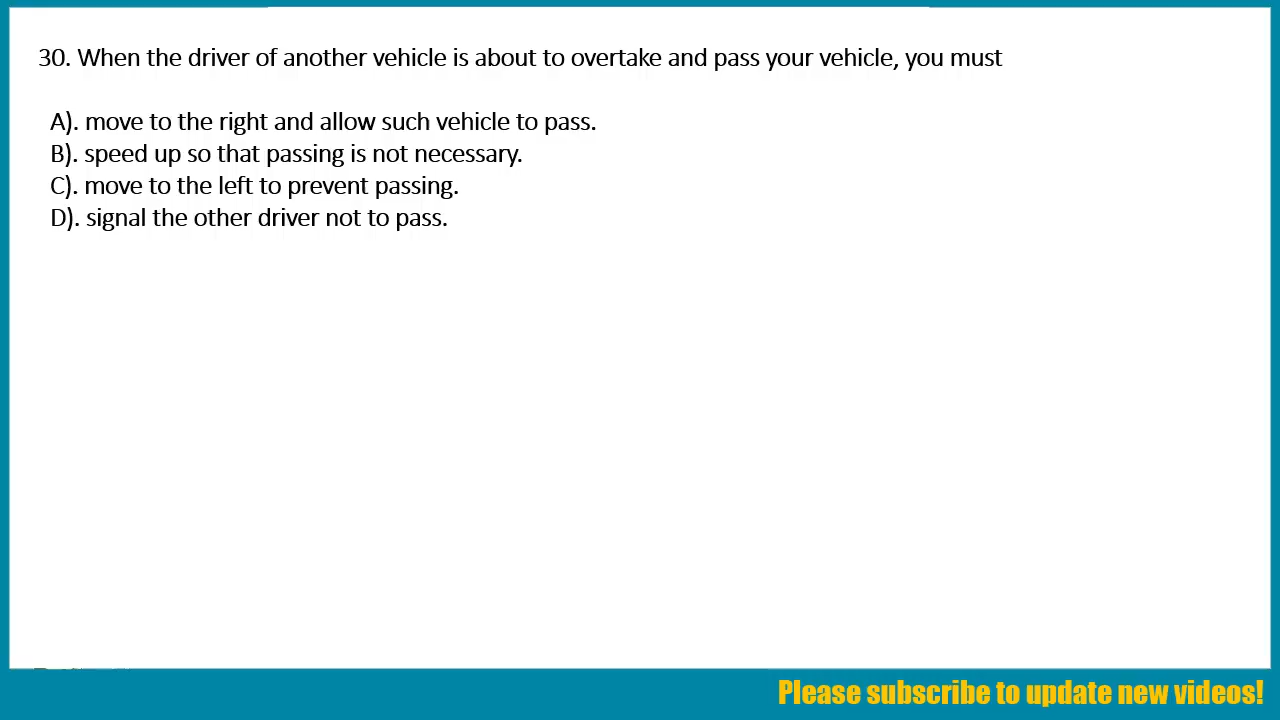 30. When the driver of another vehicle is about to overtake and pass your vehicle, you must
A). move to the right and allow such vehicle to pass.
B). speed up so that passing is not necessary.
C). move to the left to prevent passing.
D). signal the other driver not to pass.
Please subscribe to update new videos!